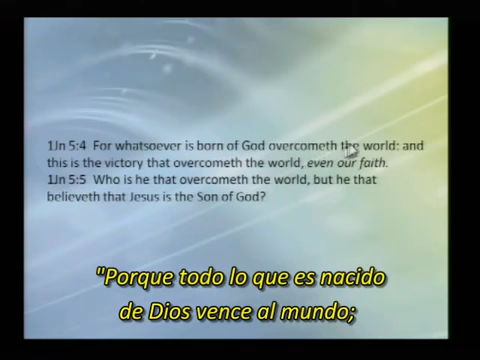 1Jn 5:4 For whatsoever is born of God overcometh the world: and
this is the victory that overcometh the world, even our faith.
1Jn 5:5 Who is he that overcometh the world, but he that
believeth that Jesus is the Son of God?
"Porque todo lo que es nacido
de Dios vence al mundo;